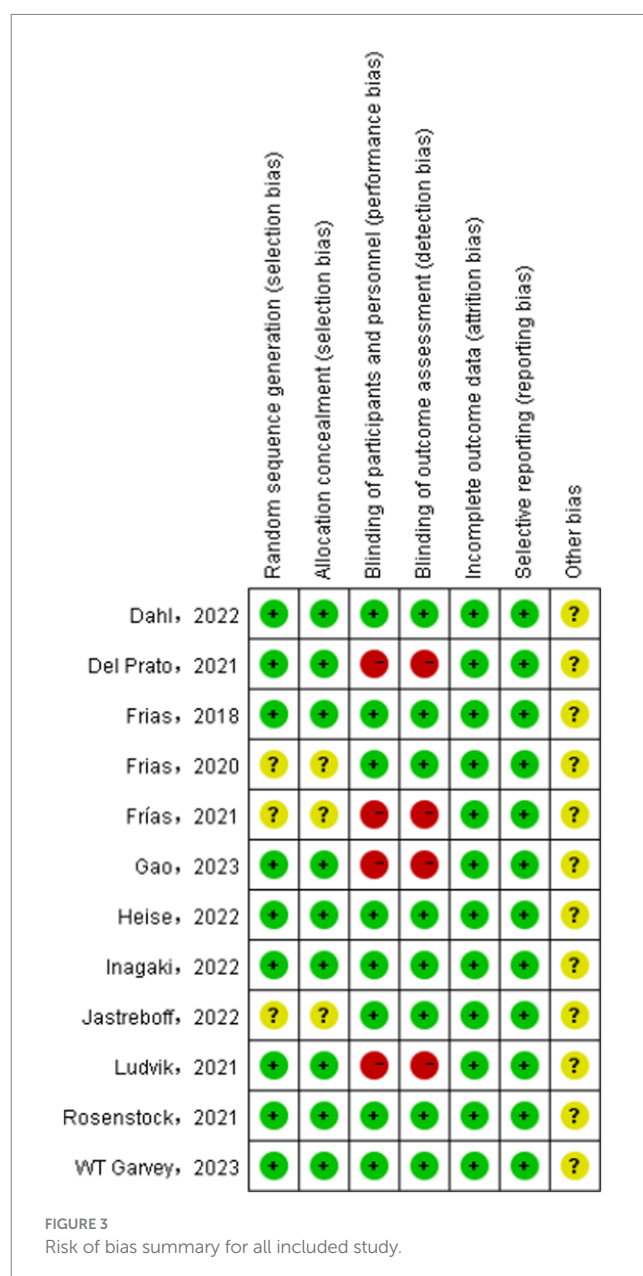 Random sequence generation (selection bias)
Allocation concealment (selection bias)
Blinding of participants and personnel (performance bias)
Blinding of outcome assessment (detection bias)
Incomplete outcome data (attrition bias)
Selective reporting (reporting bias)
Other bias
Dahl，2022 + + + + + + ?
Del Prato，2021 + + - - + + ?
Frias，2018 + + + + + + ?
Frias，2020 ? ? + + + + ?
Frías，2021 ? ? - - + + ?
Gao，2023 + + - - + + ?
Heise，2022 + + + + + + ?
Inagaki，2022 + + + + + + ?
Jastreboff，2022 ? ? + + + + ?
Ludvik，2021 + + - - + + ?
Rosenstock，2021 + + + + + + ?
WT Garvey，2023 + + + + + + ?
FIGURE 3
Risk of bias summary for all included study.